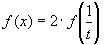 f(x) = 2· f(1/t)